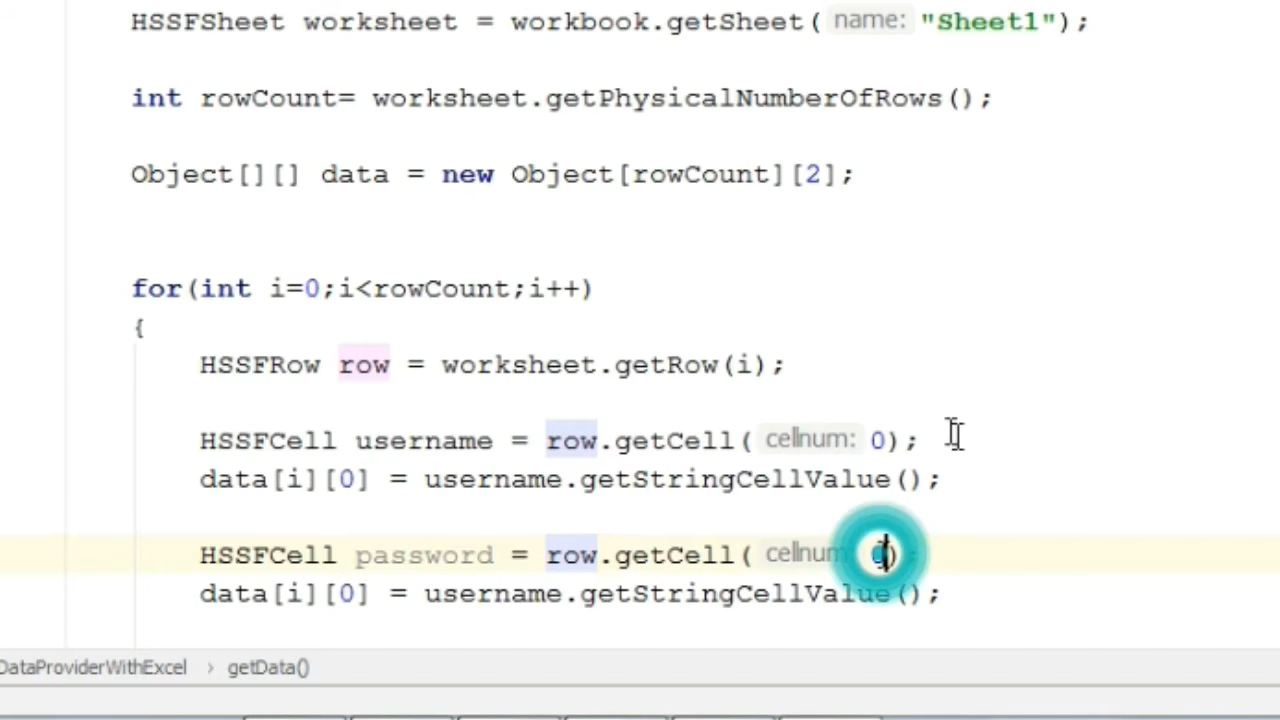 HSSFSheet worksheet = workbook.getSheet( name: "Sheet1");
int rowCount= worksheet.getPhysicalNumberOfRows();
Object[][] data = new Object[rowCount][2];
for(int i=0;i<rowCount;i++)
{
HSSFRow row = worksheet.getRow(i);
HSSFCell username = row.getCell( cellnum: 0);
data[i][0] = username.getStringCellValue();
HSSFCell password = row.getCell( cellnum );
data[i][0] = username.getStringCellValue();
DataProviderWithExcel › getData()